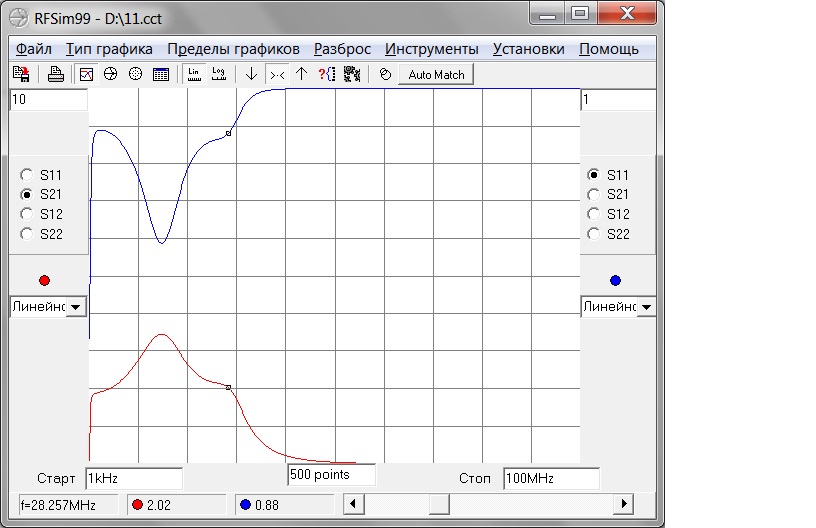 RFSim99 - D:\11.cct
Файл Тип графика Пределы графиков Разброс Инструменты Установки Помощь
Lin Log Auto Match
10 1
S11 S11
S21 S21
S12 S12
S22 S22
Линейнс Линейнс
Старт 1kHz 500 points Стоп 100MHz
f=28.257MHz 2.02 0.88